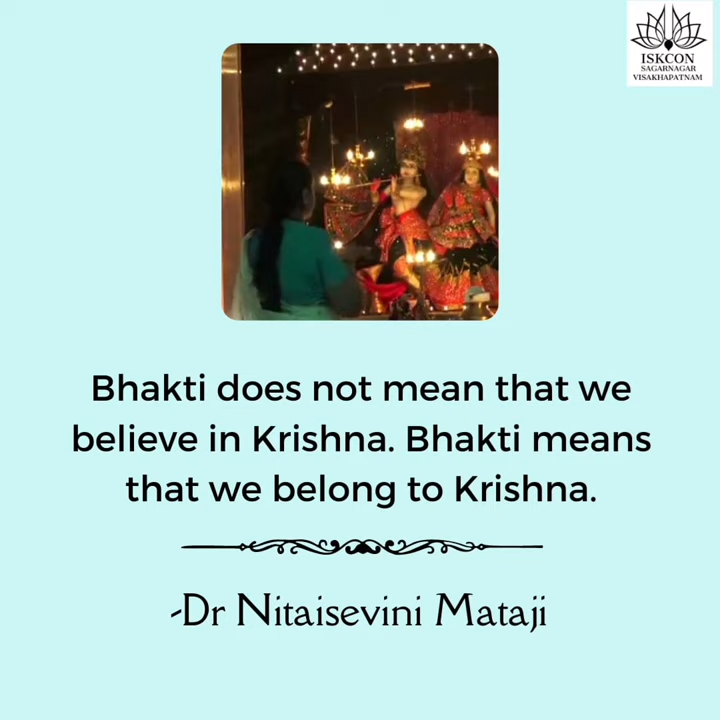 ISKCON
SAGARNAGAR
VISAKHAPATNAM
Bhakti does not mean that we
believe in Krishna. Bhakti means
that we belong to Krishna.
-Dr Nitaisevini Mataji